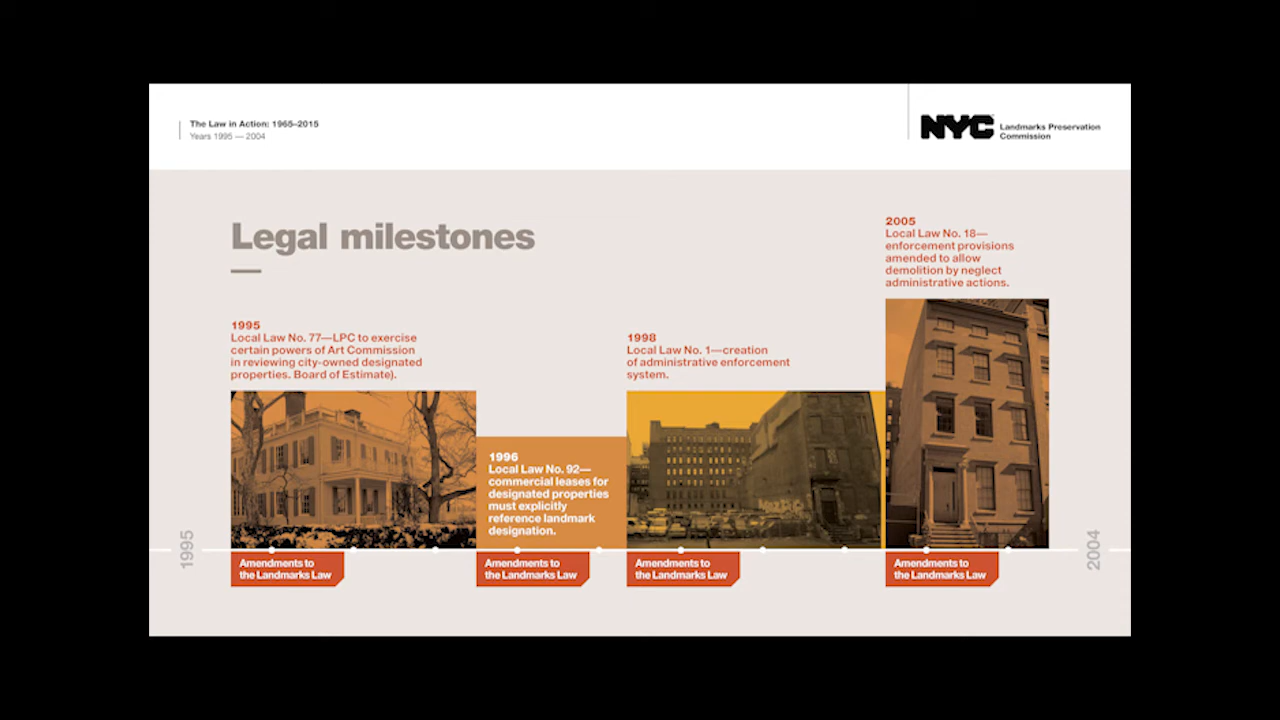 The Law in Action: 1965–2015
Years 1995 — 2004
NYC
Landmarks Preservation
Commission
Legal milestones
1995
Local Law No. 77—LPC to exercise
certain powers of Art Commission
in reviewing city-owned designated
properties. Board of Estimate).
1996
Local Law No. 92—
commercial leases for
designated properties
must explicitly
reference landmark
designation.
1998
Local Law No. 1—creation
of administrative enforcement
system.
2005
Local Law No. 18—
enforcement provisions
amended to allow
demolition by neglect
administrative actions.
1995
Amendments to
the Landmarks Law
Amendments to
the Landmarks Law
Amendments to
the Landmarks Law
Amendments to
the Landmarks Law
2004